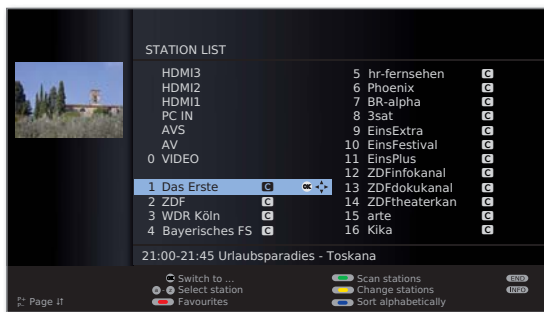 STATION LIST
HDMI3
HDMI2
HDMI1
PC IN
AVS
AV
0 VIDEO
1 Das Erste C OK
2 ZDF C
3 WDR Köln C
4 Bayerisches FS C
5 hr-fernsehen C
6 Phoenix C
7 BR-alpha C
8 3sat C
9 EinsExtra C
10 EinsFestival C
11 EinsPlus C
12 ZDFinfokanal C
13 ZDFdokukanal C
14 ZDFtheaterkan C
15 arte C
16 Kika C
21:00-21:45 Urlaubsparadies - Toskana
P+
P- Page
OK Switch to ...
Select station
Favourites
Scan stations
Change stations
Sort alphabetically
END
INFO